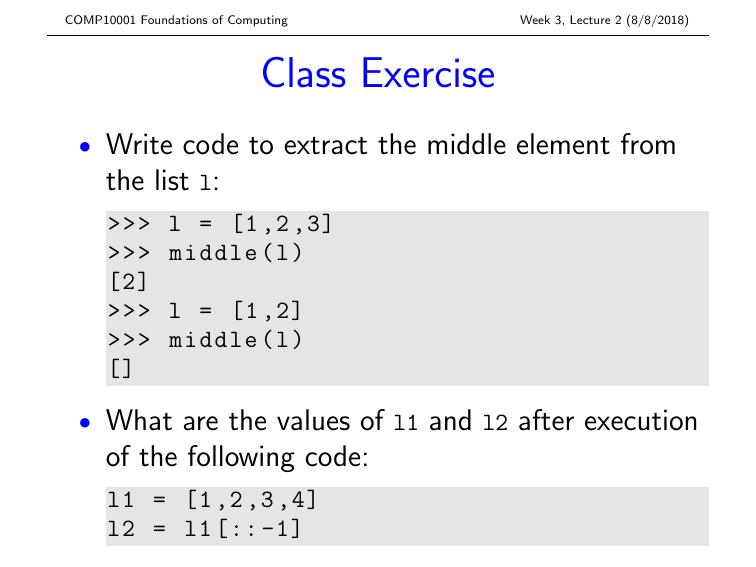 COMP10001 Foundations of Computing Week 3, Lecture 2 (8/8/2018)
Class Exercise
• Write code to extract the middle element from
the list l:
>>> l = [1,2,3]
>>> middle(l)
[2]
>>> l = [1,2]
>>> middle(l)
[]
• What are the values of l1 and l2 after execution
of the following code:
l1 = [1,2,3,4]
l2 = l1[::-1]